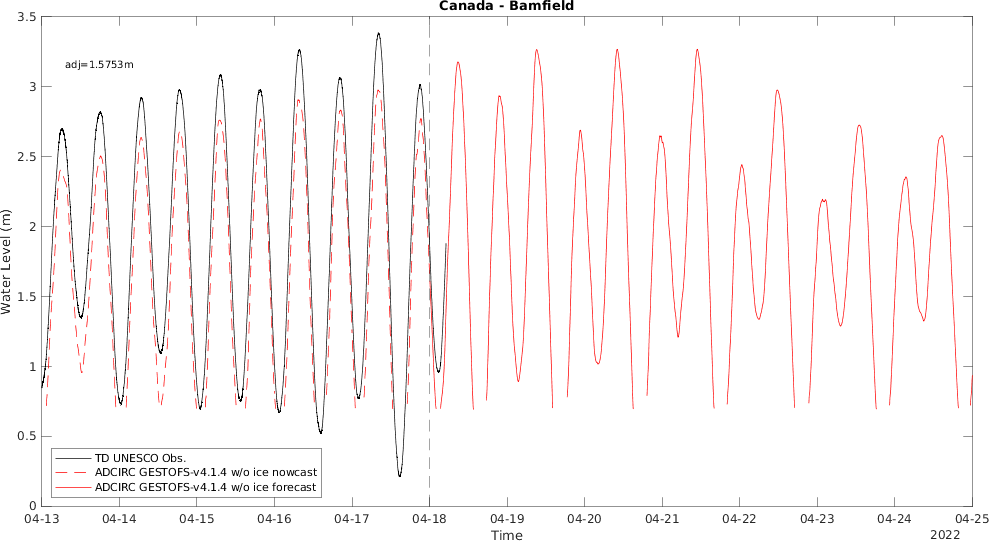 Canada - Bamfield
adj=1.5753m
3.5
3
2.5
2
1.5
1
0.5
0
Water Level (m)
TD UNESCO Obs.
ADCIRC GESTOFS-v4.1.4 w/o ice nowcast
ADCIRC GESTOFS-v4.1.4 w/o ice forecast
04-13 04-14 04-15 04-16 04-17 04-18 04-19 04-20 04-21 04-22 04-23 04-24 04-25
Time
2022